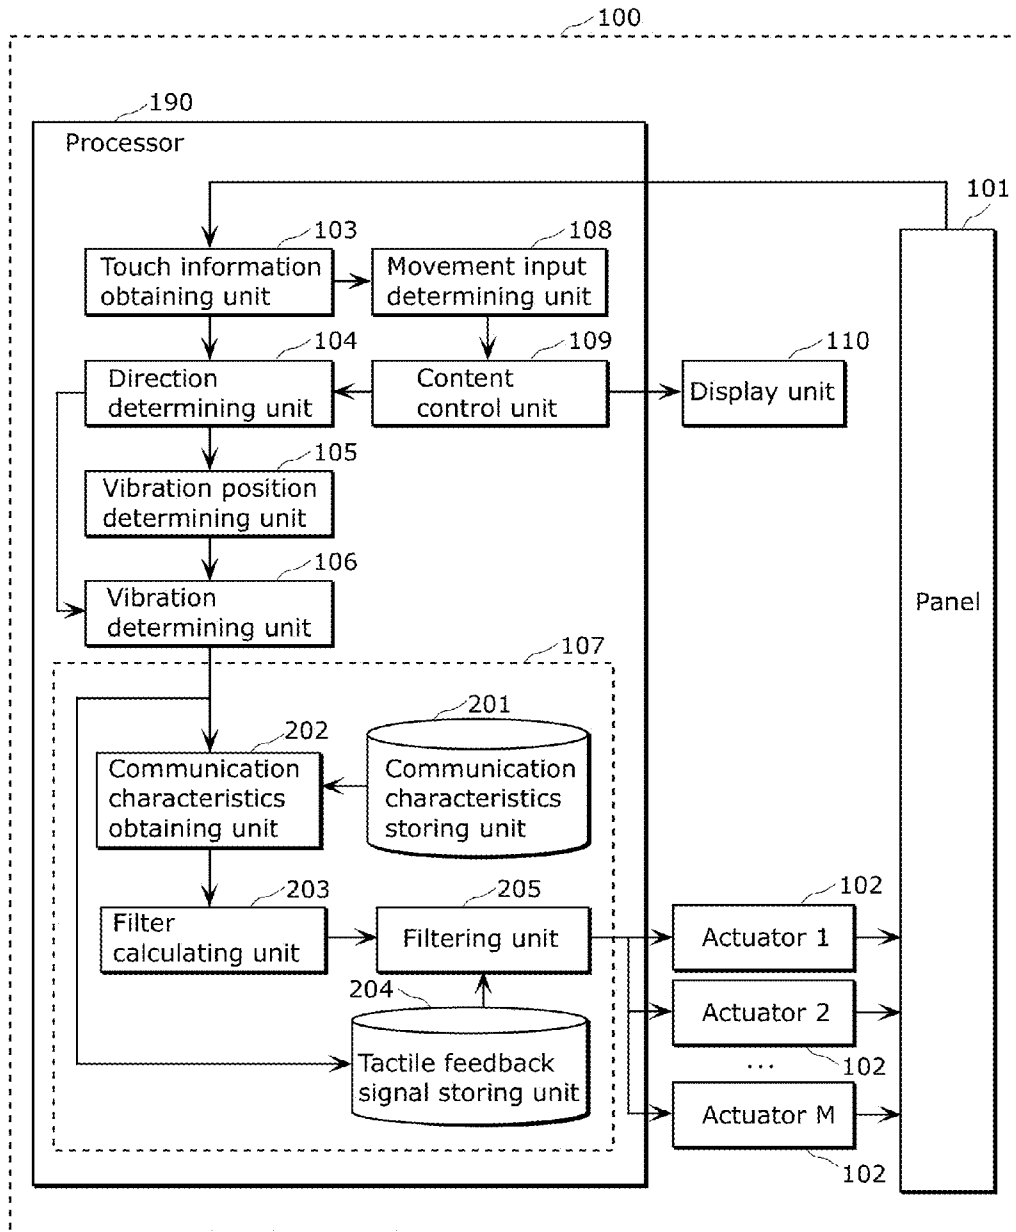 100
190
Processor
101
103
108
Touch information
obtaining unit
Movement input
determining unit
104
109
110
Direction
determining unit
Content
control unit
Display unit
105
Vibration position
determining unit
106
Vibration
determining unit
Panel
107
201
202
Communication
characteristics
obtaining unit
Communication
characteristics
storing unit
203
205
102
Filter
calculating unit
Filtering unit
Actuator 1
204
Actuator 2
102
Tactile feedback
signal storing unit
...
Actuator M
102